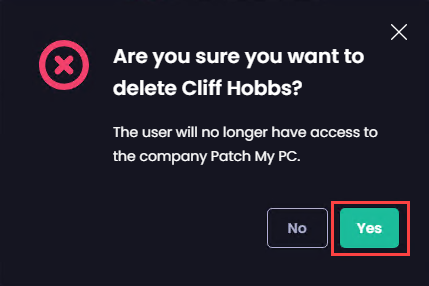 Are you sure you want to
delete Cliff Hobbs?
The user will no longer have access to
the company Patch My PC.
No
Yes